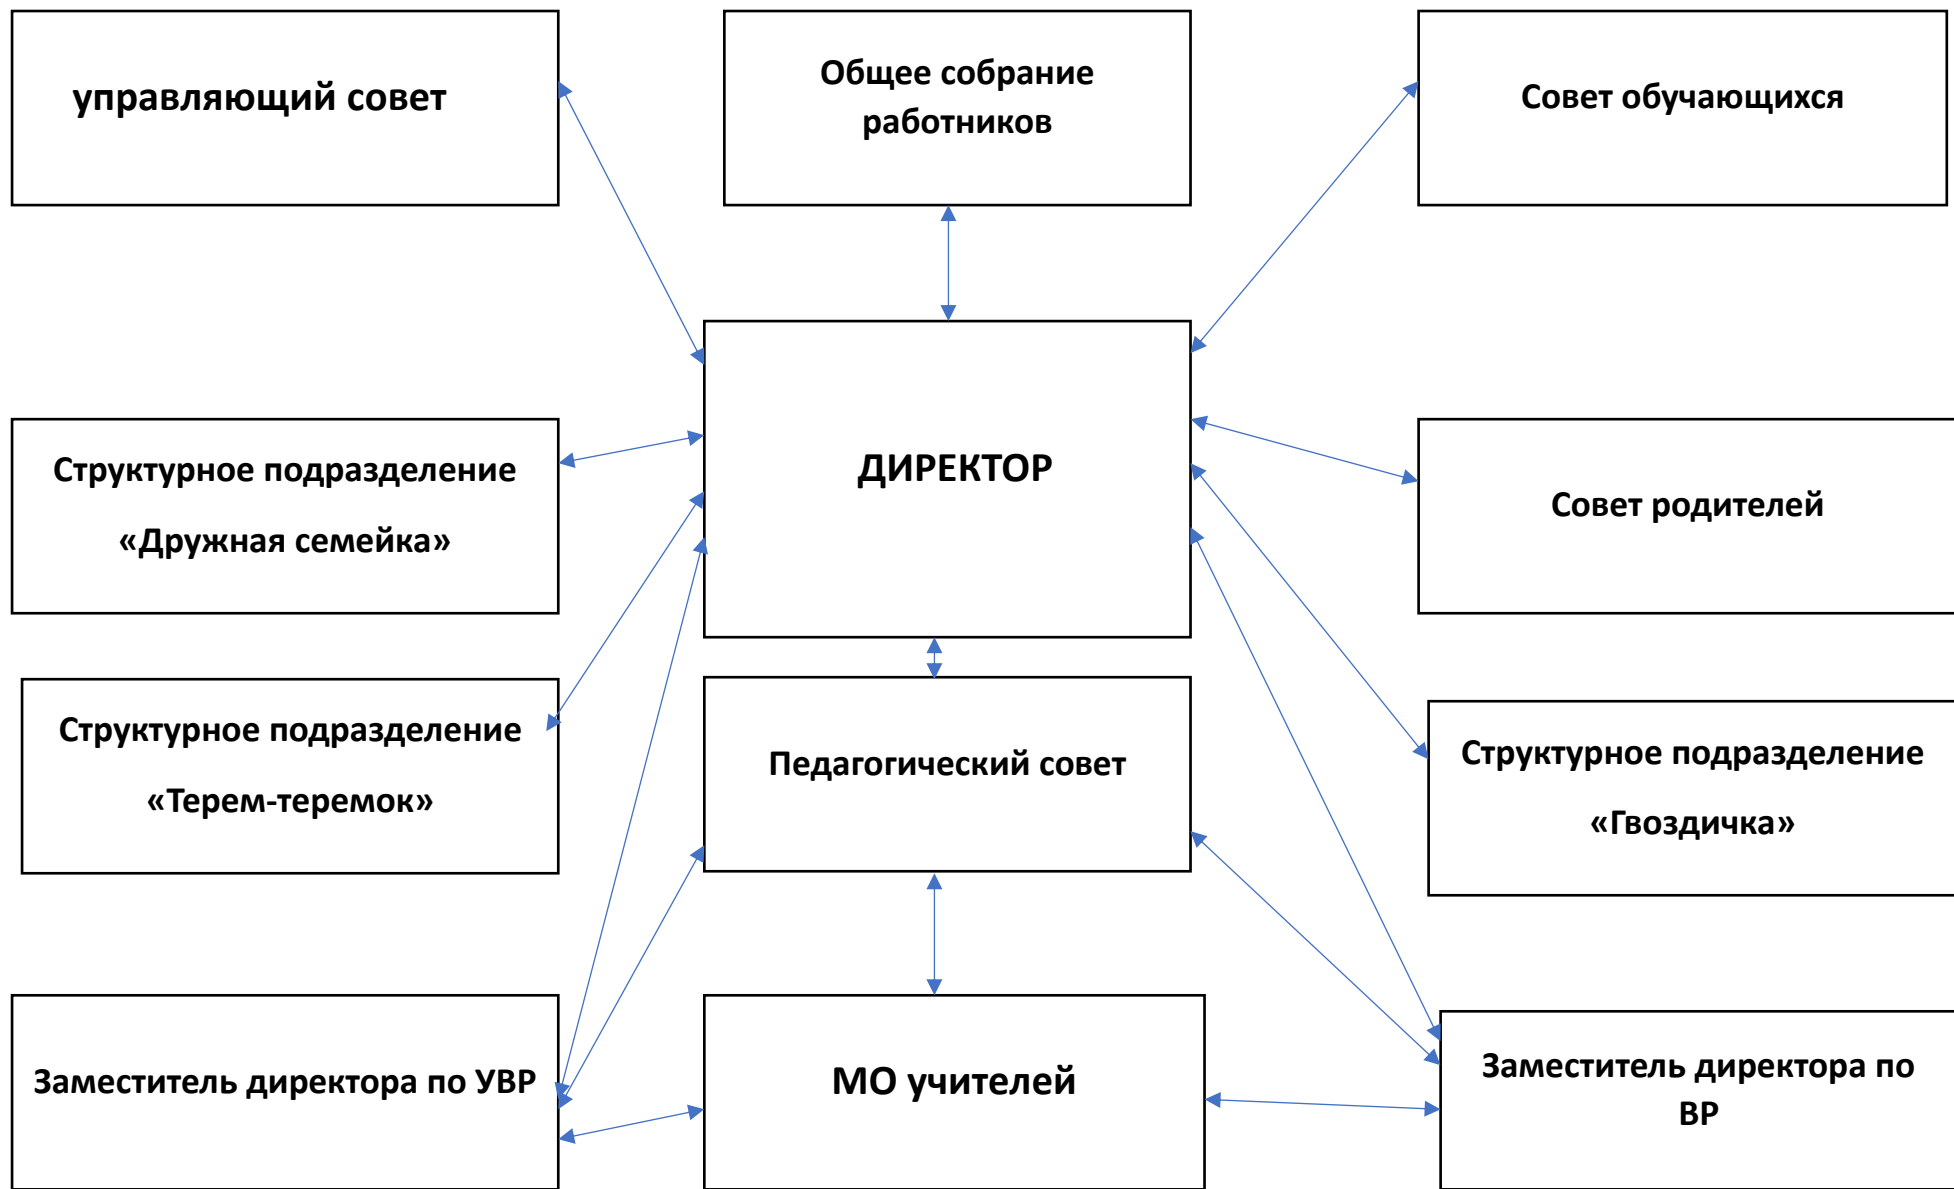 управляющий совет
Общее собрание
работников
Совет обучающихся
Структурное подразделение
«Дружная семейка»
ДИРЕКТОР
Совет родителей
Структурное подразделение
«Терем-теремок»
Педагогический совет
Структурное подразделение
«Гвоздичка»
Заместитель директора по УВР
МО учителей
Заместитель директора по
ВР